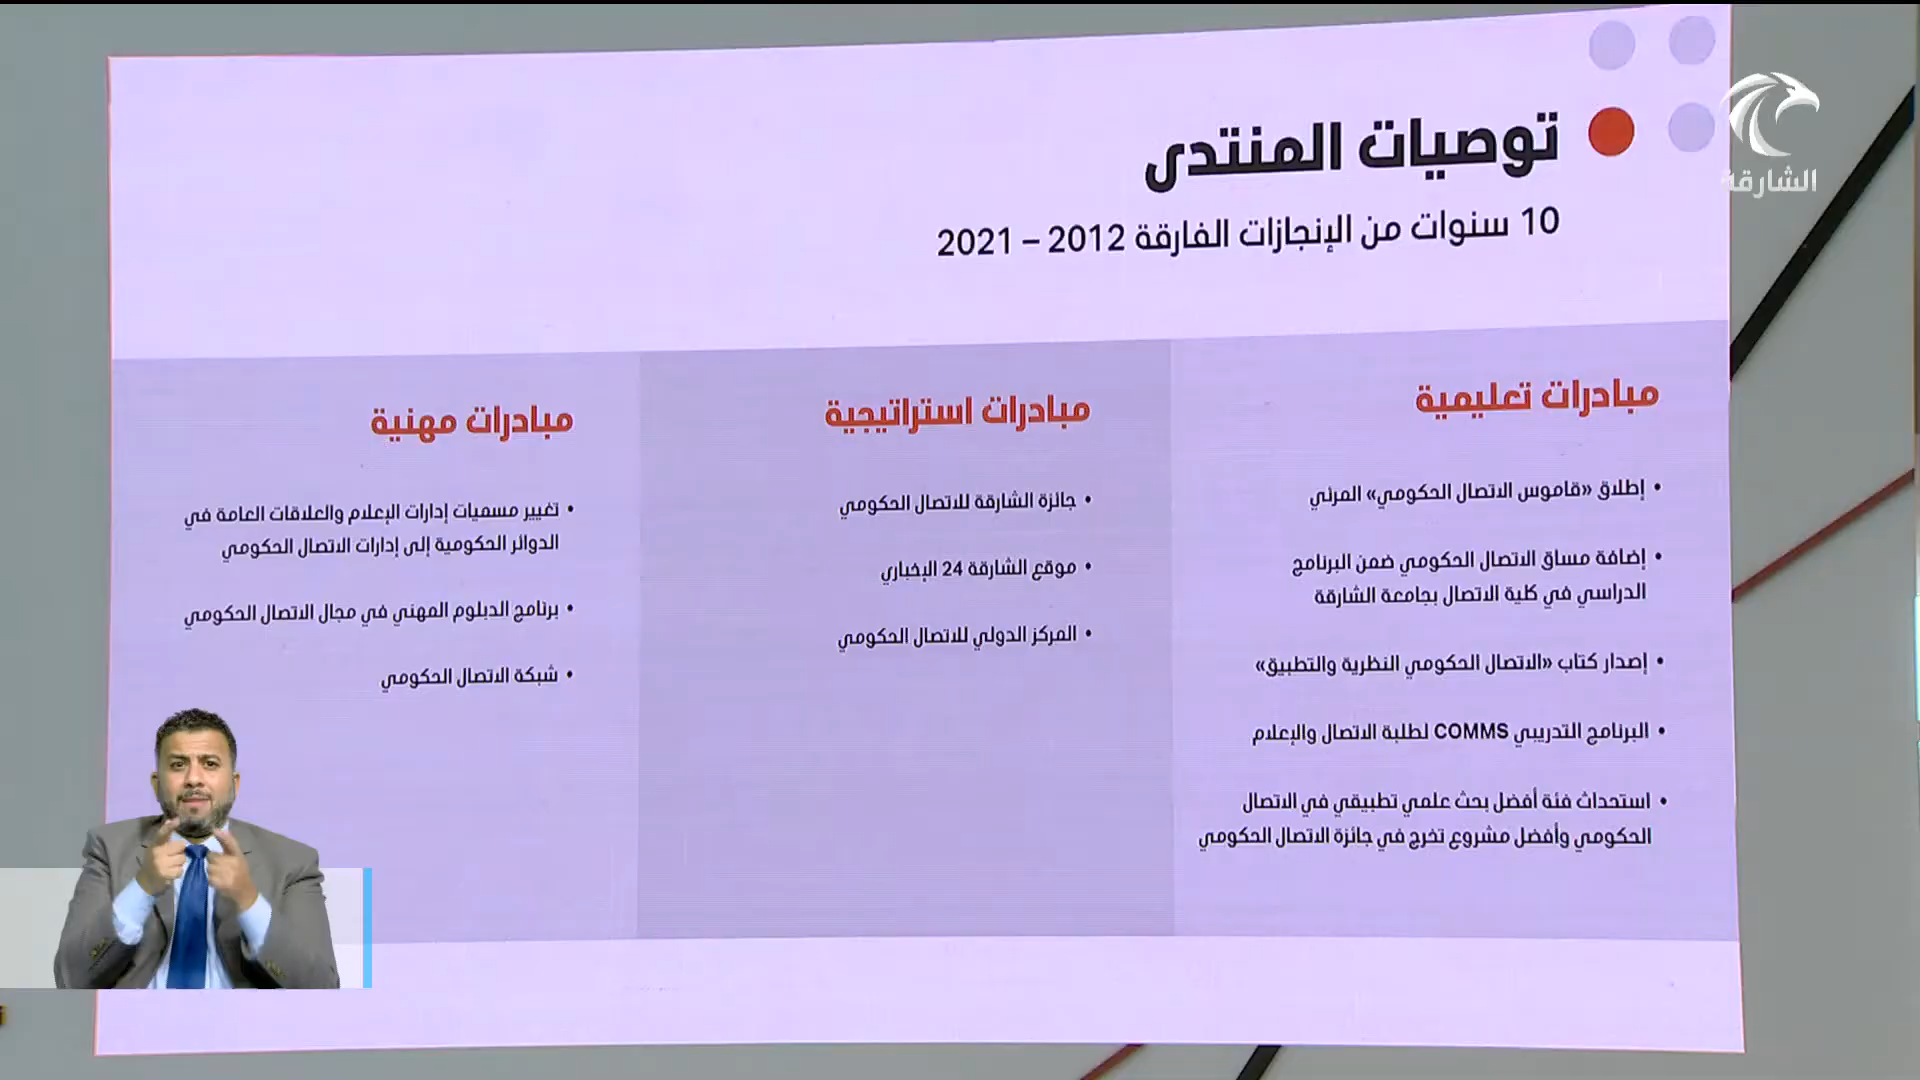 توصيات المنتدى
10 سنوات من الإنجازات الفارقة 2012 – 2021
مبادرات تعليمية
• إطلاق «قاموس الاتصال الحكومي» المرئي
• إضافة مساق الاتصال الحكومي ضمن البرنامج
الدراسي في كلية الاتصال بجامعة الشارقة
• إصدار كتاب «الاتصال الحكومي النظرية والتطبيق»
• البرنامج التدريبي COMMS لطلبة الاتصال والإعلام
• استحداث فئة أفضل بحث علمي تطبيقي في الاتصال
الحكومي وأفضل مشروع تخرج في جائزة الاتصال الحكومي
مبادرات استراتيجية
• جائزة الشارقة للاتصال الحكومي
• موقع الشارقة 24 الإخباري
• المركز الدولي للاتصال الحكومي
مبادرات مهنية
• تغيير مسميات إدارات الإعلام والعلاقات العامة في
الدوائر الحكومية إلى إدارات الاتصال الحكومي
• برنامج الدبلوم المهني في مجال الاتصال الحكومي
• شبكة الاتصال الحكومي
الشارقة